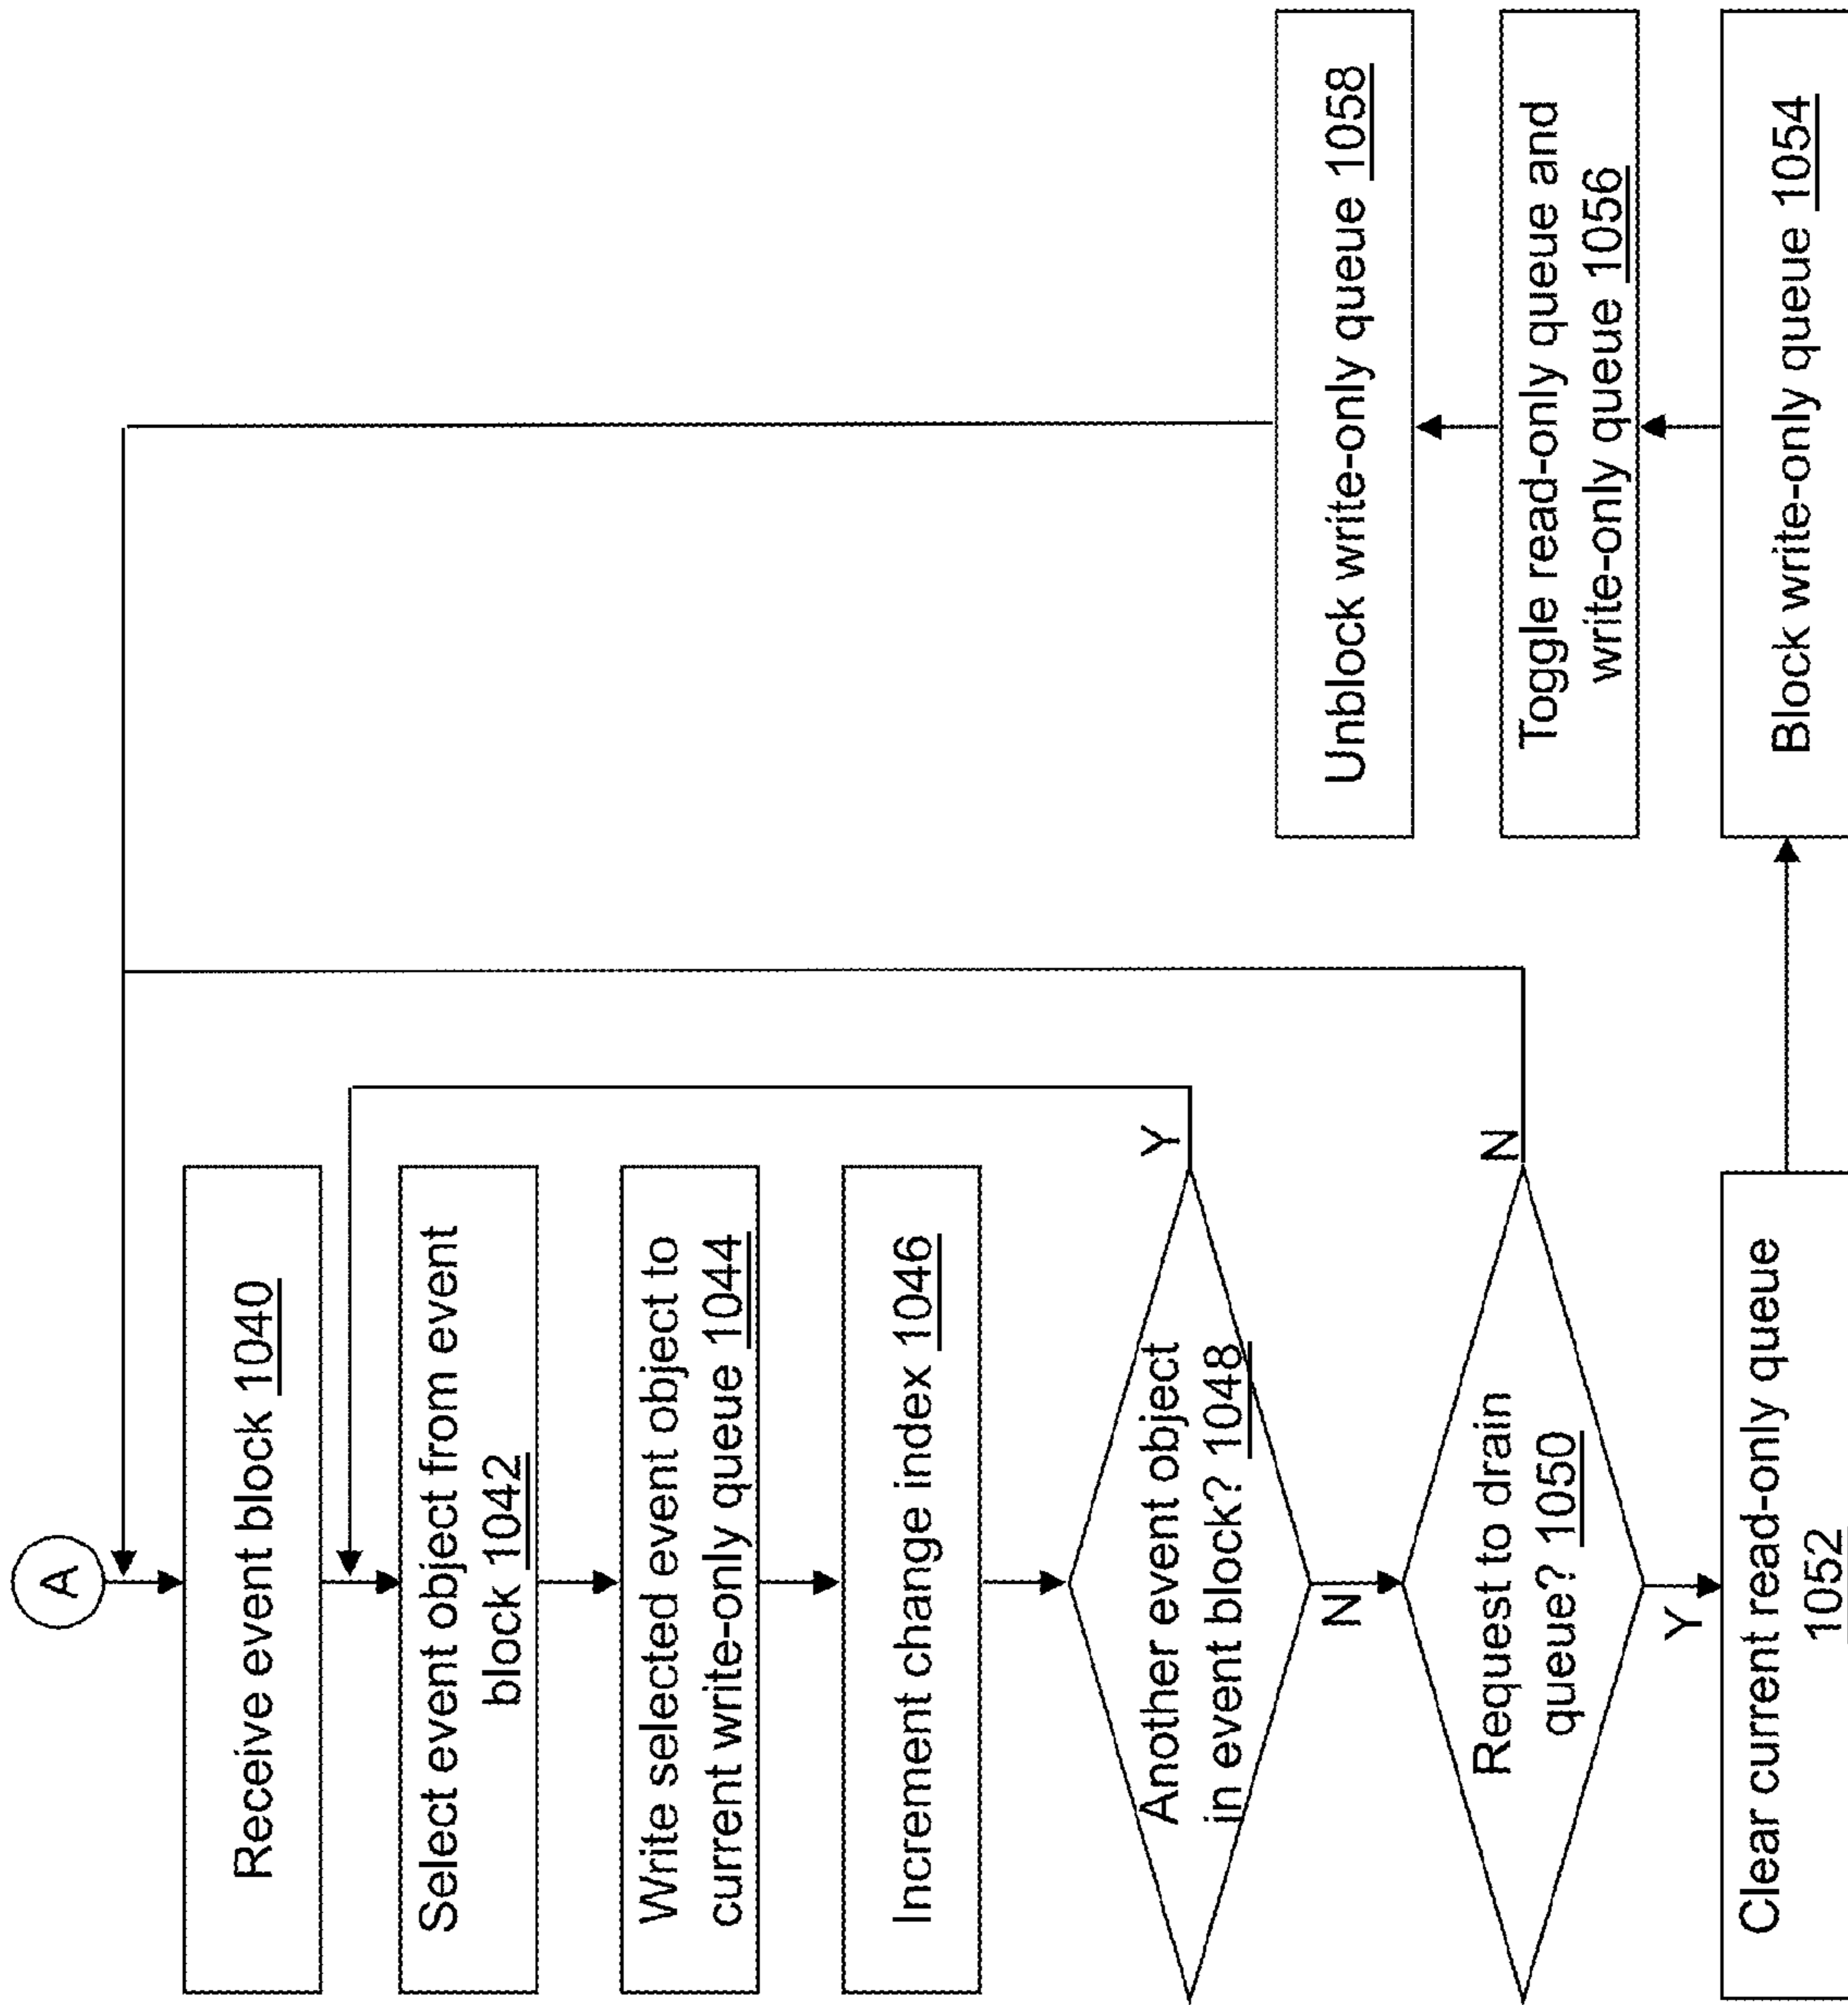 A
Receive event block 1040
Select event object from event
block 1042
Write selected event object to
current write-only queue 1044
Increment change index 1046
Another event object
in event block? 1048
Y
N
Request to drain
queue? 1050
N
Y
Clear current read-only queue
1052
Block write-only queue 1054
Toggle read-only queue and
write-only queue 1056
Unblock write-only queue 1058